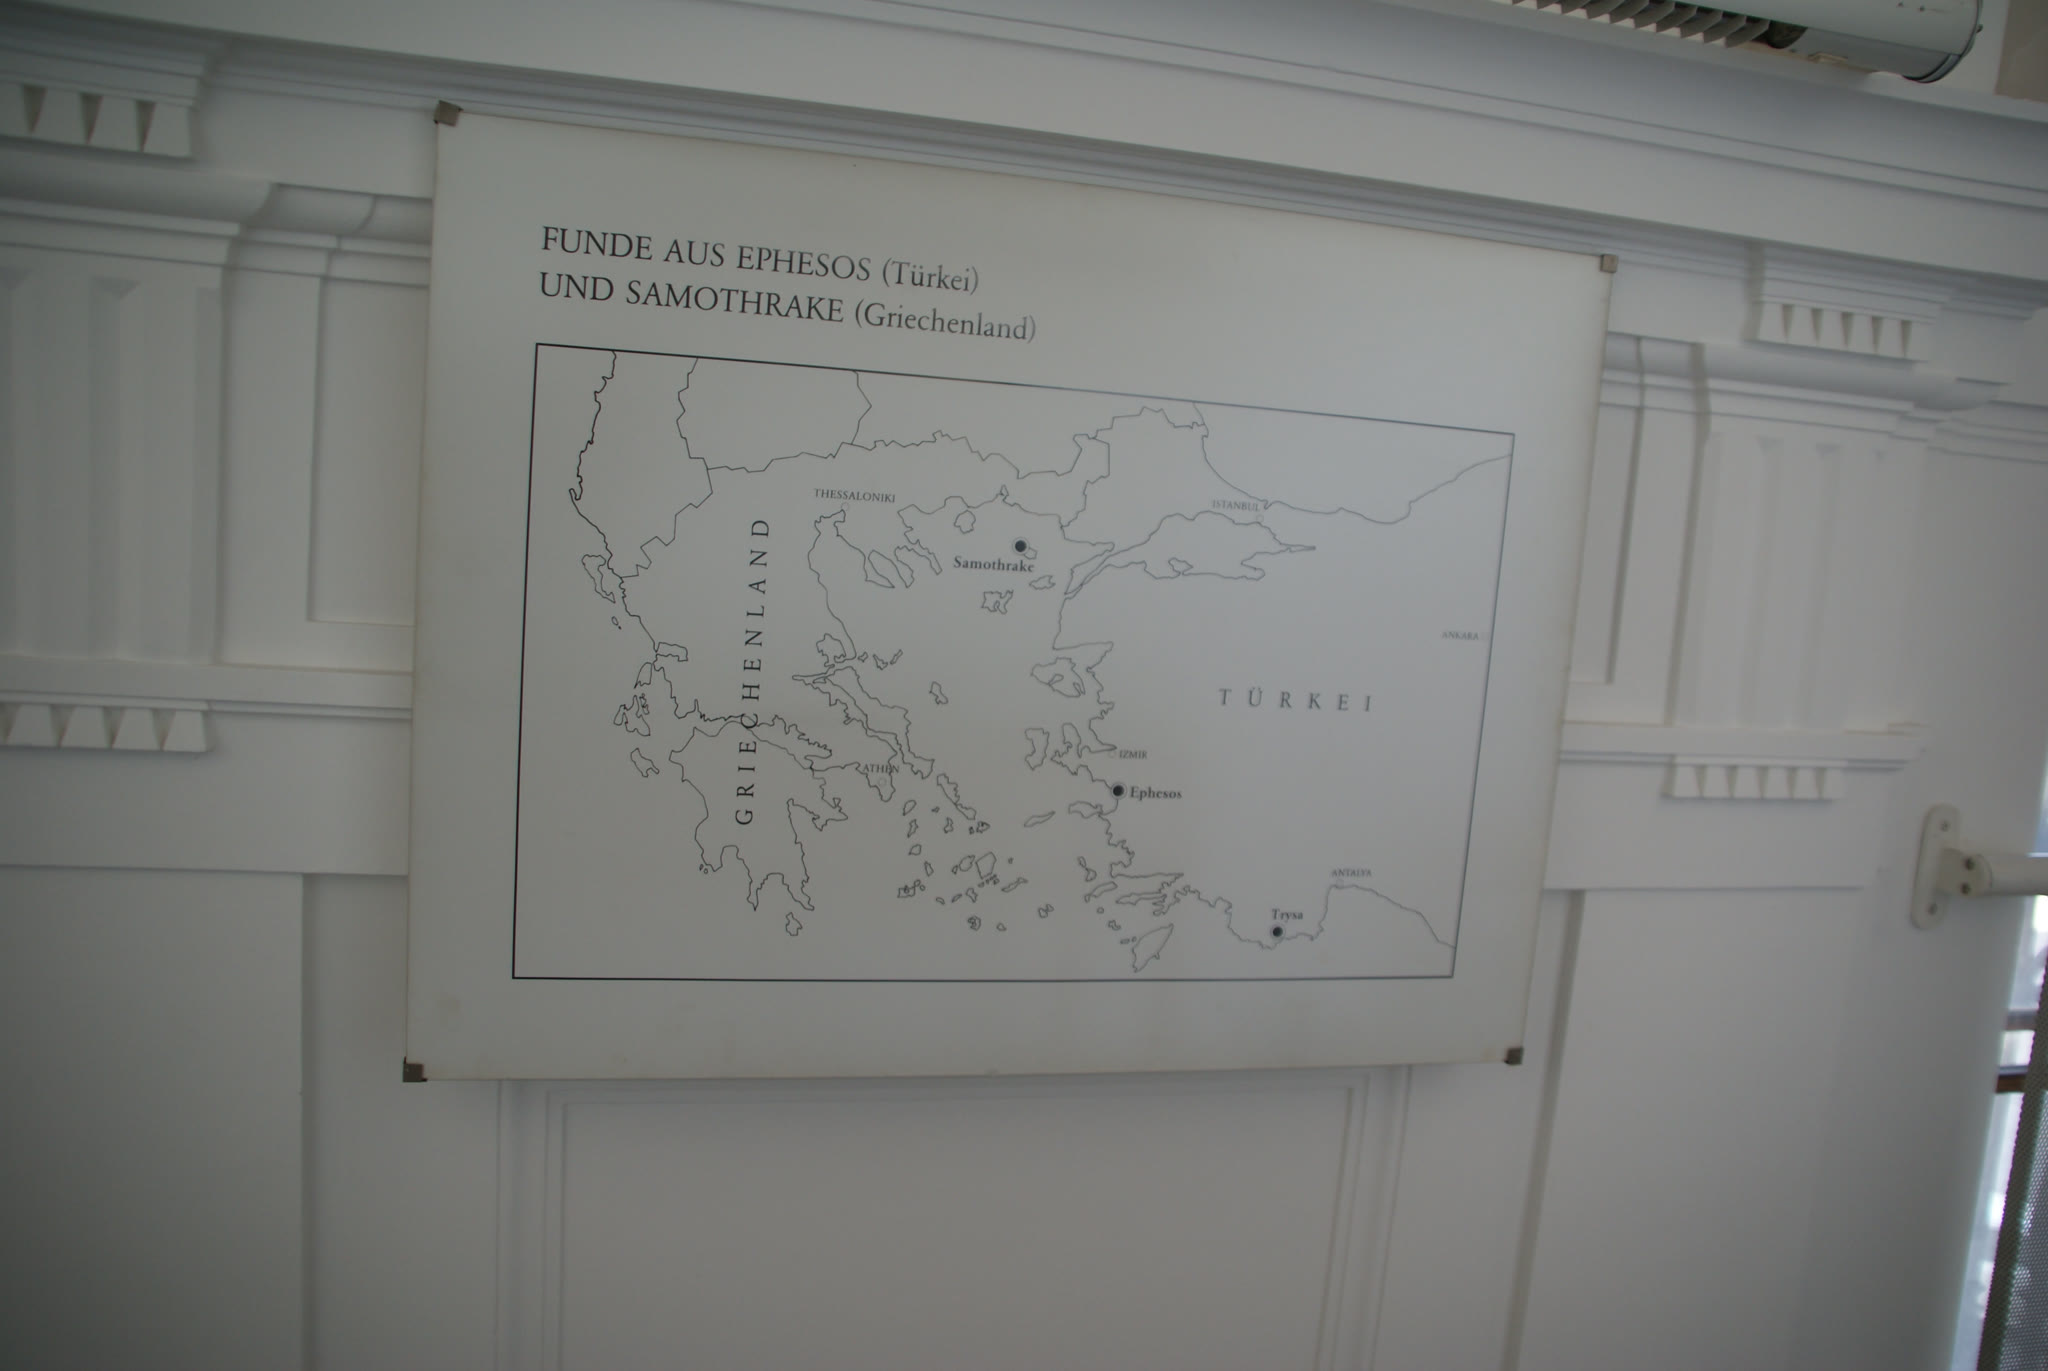 FUNDE AUS EPHESOS (Türkei)
UND SAMOTHRAKE (Griechenland)
THESSALONIKI
ISTANBUL
Samothrake
GRIECHENLAND
ANKARA
TÜRKEI
IZMIR
ATHEN
Ephesos
ANTALYA
Trysa